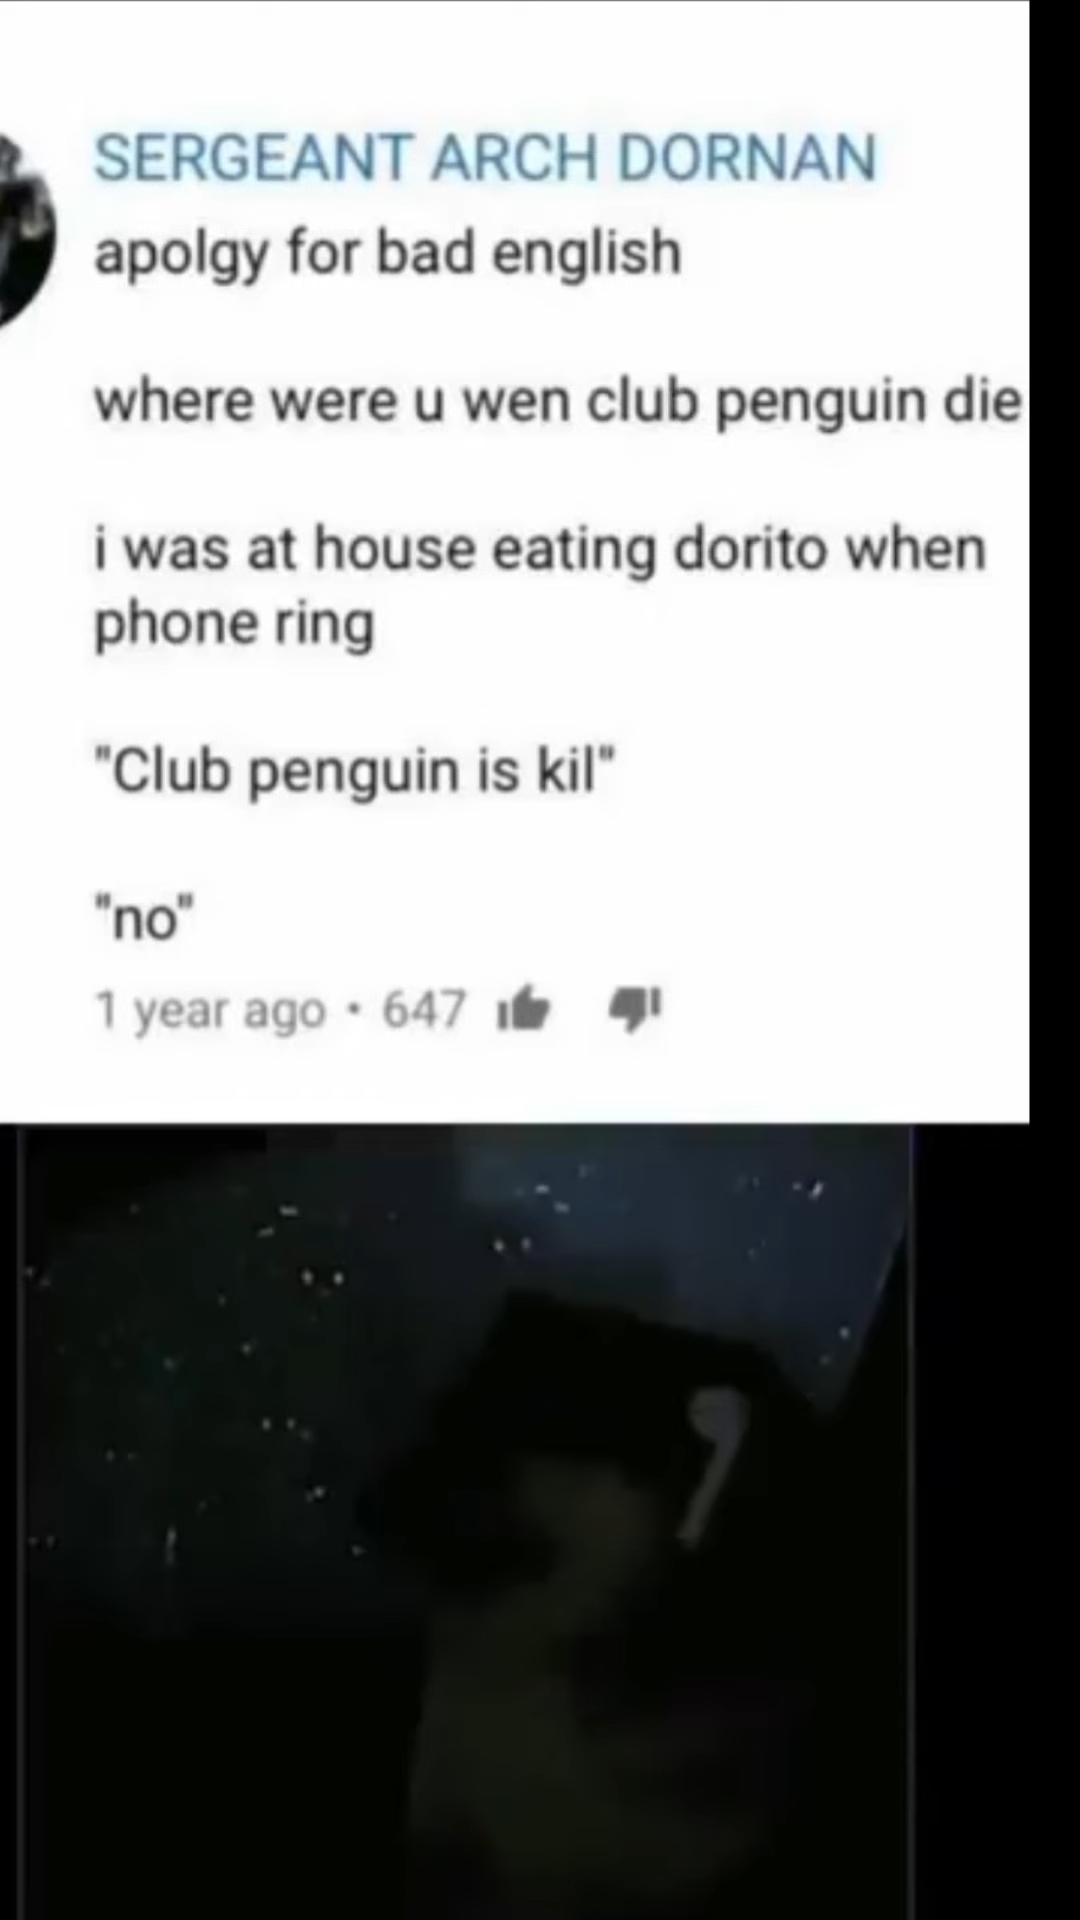 SERGEANT ARCH DORNAN
apolgy for bad english
where were u wen club penguin die
i was at house eating dorito when
phone ring
"Club penguin is kil"
"no"
1 year ago • 647